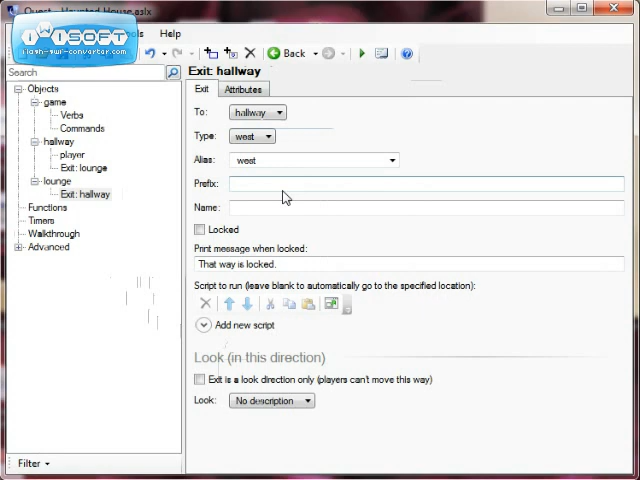 Quest - Haunted House.aslx
iWiSOFT
flash-swf-converter.com
Tools Help
Back
Search
Exit: hallway
Exit Attributes
Objects
game
Verbs
Commands
hallway
player
Exit: lounge
lounge
Exit: hallway
Functions
Timers
Walkthrough
Advanced
Filter
To: hallway
Type: west
Alias: west
Prefix:
Name:
Locked
Print message when locked:
That way is locked.
Script to run (leave blank to automatically go to the specified location):
Add new script
Look (in this direction)
Exit is a look direction only (players can't move this way)
Look: No description